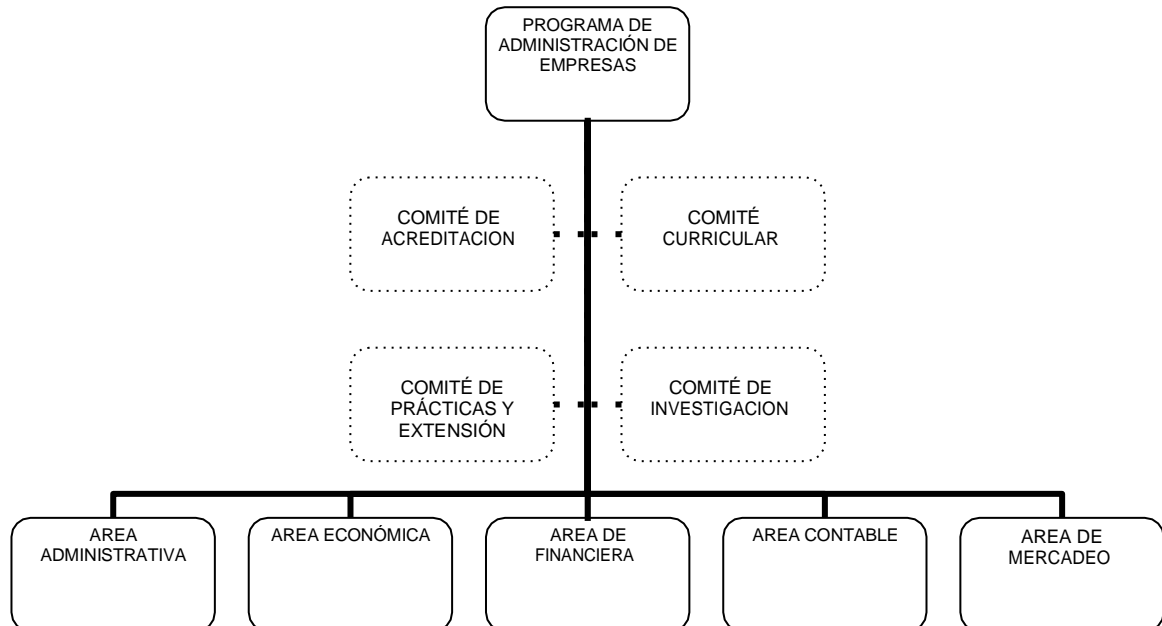 PROGRAMA DE
ADMINISTRACIÓN DE
EMPRESAS
COMITÉ DE
ACREDITACION
COMITÉ
CURRICULAR
COMITÉ DE
PRÁCTICAS Y
EXTENSIÓN
COMITÉ DE
INVESTIGACION
AREA
ADMINISTRATIVA
AREA ECONÓMICA
AREA DE
FINANCIERA
AREA CONTABLE
AREA DE
MERCADEO